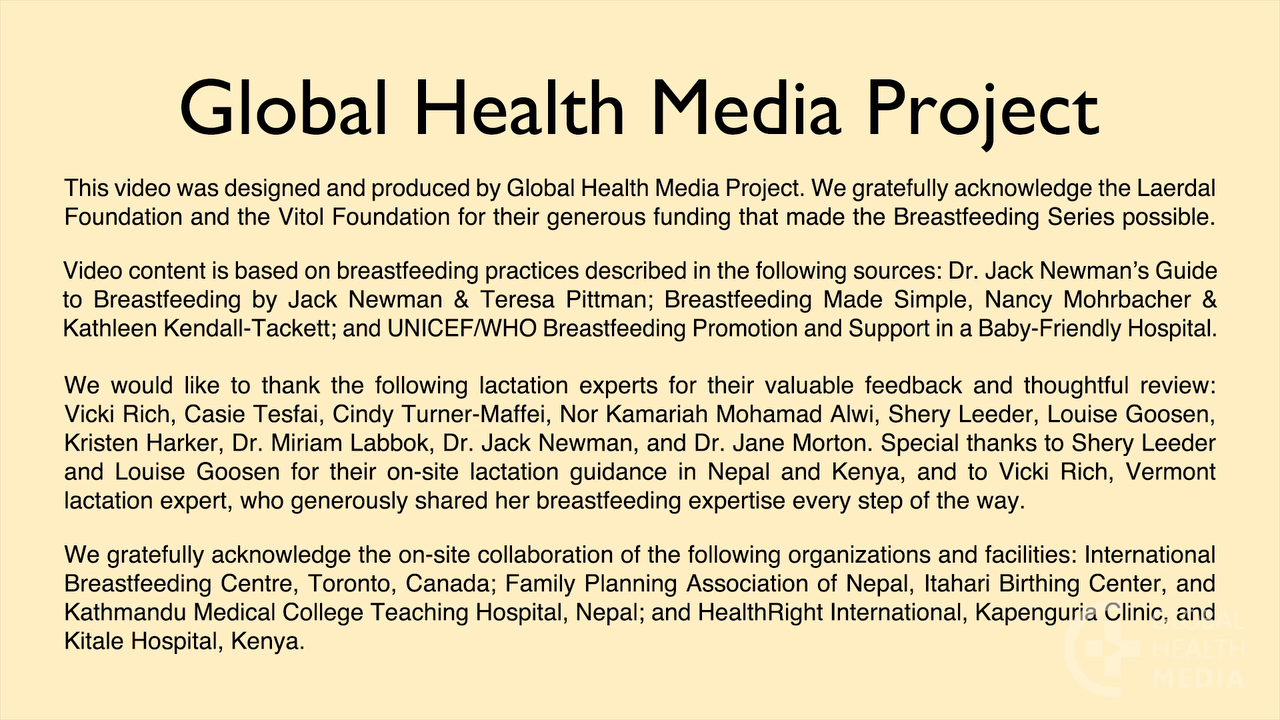 Global Health Media Project
This video was designed and produced by Global Health Media Project. We gratefully acknowledge the Laerdal
Foundation and the Vitol Foundation for their generous funding that made the Breastfeeding Series possible.
Video content is based on breastfeeding practices described in the following sources: Dr. Jack Newman’s Guide
to Breastfeeding by Jack Newman & Teresa Pittman; Breastfeeding Made Simple, Nancy Mohrbacher &
Kathleen Kendall-Tackett; and UNICEF/WHO Breastfeeding Promotion and Support in a Baby-Friendly Hospital.
We would like to thank the following lactation experts for their valuable feedback and thoughtful review:
Vicki Rich, Casie Tesfai, Cindy Turner-Maffei, Nor Kamariah Mohamad Alwi, Shery Leeder, Louise Goosen,
Kristen Harker, Dr. Miriam Labbok, Dr. Jack Newman, and Dr. Jane Morton. Special thanks to Shery Leeder
and Louise Goosen for their on-site lactation guidance in Nepal and Kenya, and to Vicki Rich, Vermont
lactation expert, who generously shared her breastfeeding expertise every step of the way.
We gratefully acknowledge the on-site collaboration of the following organizations and facilities: International
Breastfeeding Centre, Toronto, Canada; Family Planning Association of Nepal, Itahari Birthing Center, and
Kathmandu Medical College Teaching Hospital, Nepal; and HealthRight International, Kapenguria Clinic, and
Kitale Hospital, Kenya.
GLOBAL
HEALTH
MEDIA